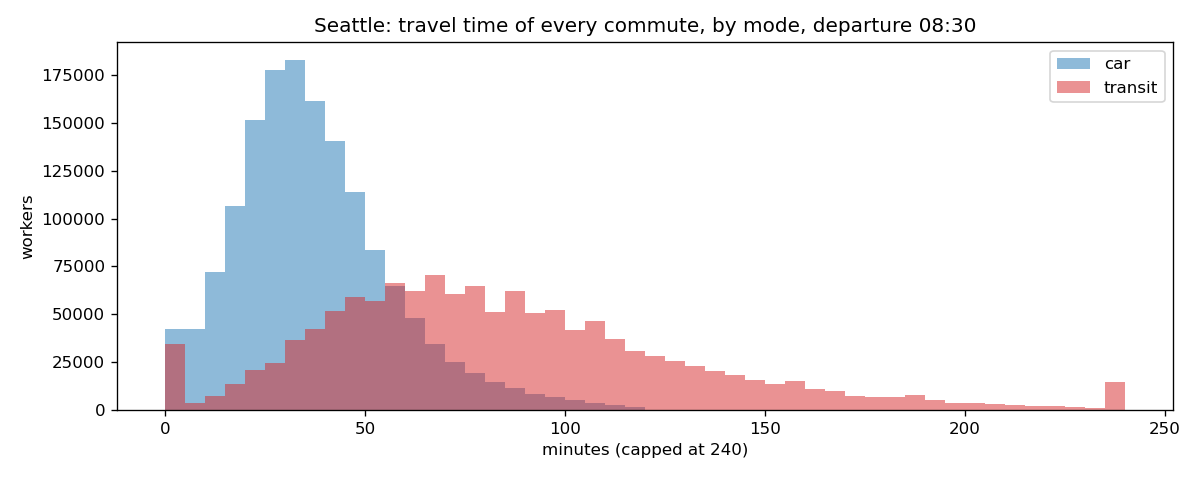 Seattle: travel time of every commute, by mode, departure 08:30
car
transit
workers
175000
150000
125000
100000
75000
50000
25000
0
0 50 100 150 200 250
minutes (capped at 240)